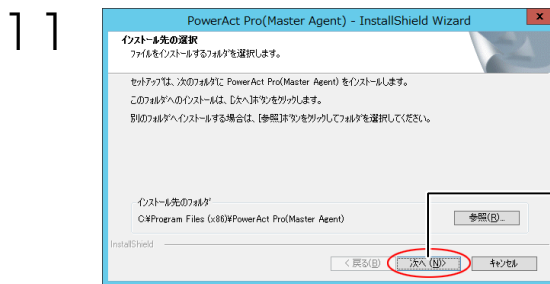 11
PowerAct Pro(Master Agent) - InstallShield Wizard
x
インストール先の選択
ファイルをインストールするフォルダを選択します。
セットアップは、次のフォルダに PowerAct Pro(Master Agent) をインストールします。
このフォルダへのインストールは、[次へ]ボタンをクリックします。
別のフォルダへインストールする場合は、[参照]ボタンをクリックしてフォルダを選択してください。
インストール先のフォルダ
C:¥Program Files (x86)¥PowerAct Pro(Master Agent)
参照(R)...
InstallShield
< 戻る(B)
次へ (N)>
キャンセル